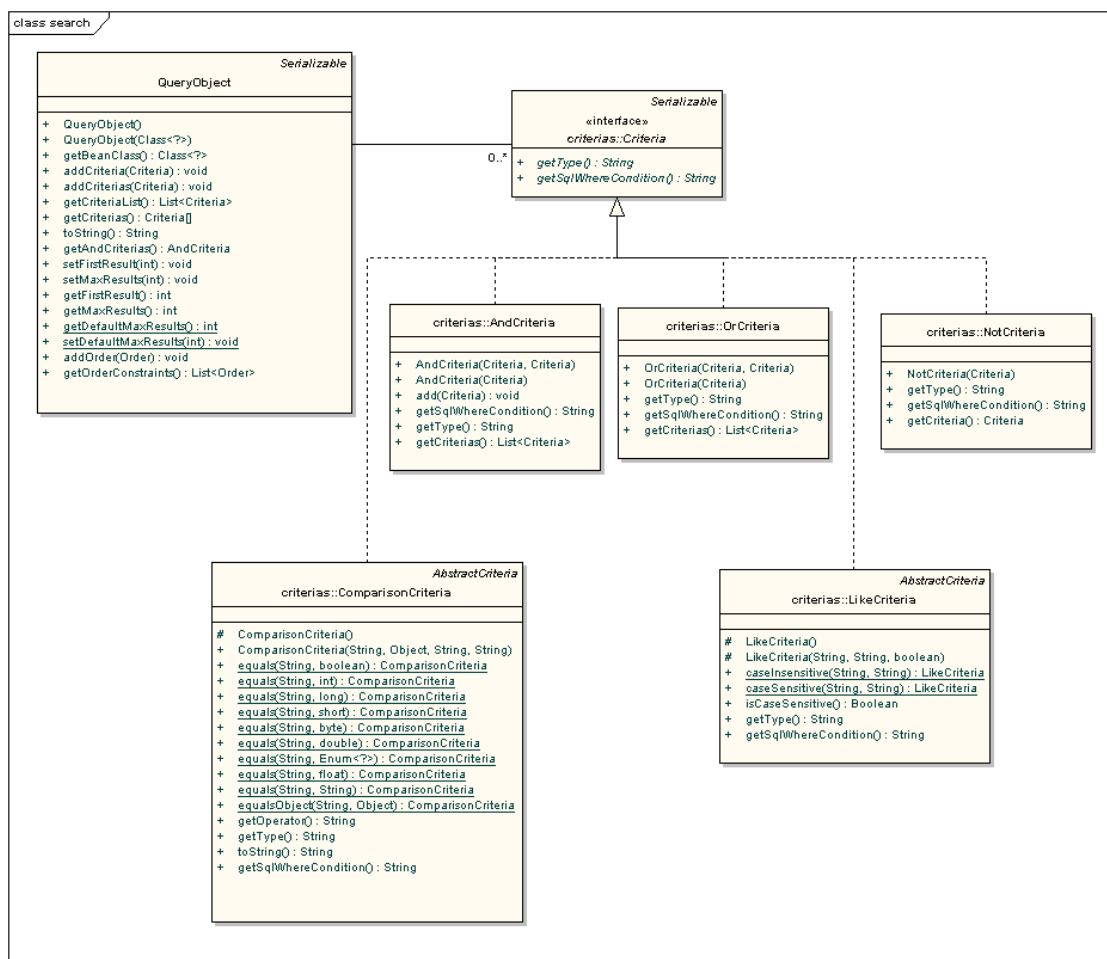 class search
Serializable
QueryObject
+ QueryObject()
+ QueryObject(Class<?>)
+ getBeanClass() : Class<?>
+ addCriteria(Criteria) : void
+ addCriterias(Criteria) : void
+ getCriteriaList() : List<Criteria>
+ getCriterias() : Criteria[]
+ toString() : String
+ getAndCriterias() : AndCriteria
+ setFirstResult(int) : void
+ setMaxResults(int) : void
+ getFirstResult() : int
+ getMaxResults() : int
+ getDefaultMaxResults() : int
+ setDefaultMaxResults(int) : void
+ addOrder(Order) : void
+ getOrderConstraints() : List<Order>
0..*
Serializable
«interface»
criterias::Criteria
+ getType() : String
+ getSqlWhereCondition() : String
criterias::AndCriteria
+ AndCriteria(Criteria, Criteria)
+ AndCriteria(Criteria)
+ add(Criteria) : void
+ getSqlWhereCondition() : String
+ getType() : String
+ getCriterias() : List<Criteria>
criterias::OrCriteria
+ OrCriteria(Criteria, Criteria)
+ OrCriteria(Criteria)
+ getType() : String
+ getSqlWhereCondition() : String
+ getCriterias() : List<Criteria>
criterias::NotCriteria
+ NotCriteria(Criteria)
+ getType() : String
+ getSqlWhereCondition() : String
+ getCriteria() : Criteria
AbstractCriteria
criterias::ComparisonCriteria
# ComparisonCriteria()
+ ComparisonCriteria(String, Object, String, String)
+ equals(String, boolean) : ComparisonCriteria
+ equals(String, int) : ComparisonCriteria
+ equals(String, long) : ComparisonCriteria
+ equals(String, short) : ComparisonCriteria
+ equals(String, byte) : ComparisonCriteria
+ equals(String, double) : ComparisonCriteria
+ equals(String, Enum<?>) : ComparisonCriteria
+ equals(String, float) : ComparisonCriteria
+ equals(String, String) : ComparisonCriteria
+ equalsObject(String, Object) : ComparisonCriteria
+ getOperator() : String
+ getType() : String
+ toString() : String
+ getSqlWhereCondition() : String
AbstractCriteria
criterias::LikeCriteria
# LikeCriteria()
# LikeCriteria(String, String, boolean)
+ caseInsensitive(String, String) : LikeCriteria
+ caseSensitive(String, String) : LikeCriteria
+ isCaseSensitive() : Boolean
+ getType() : String
+ getSqlWhereCondition() : String